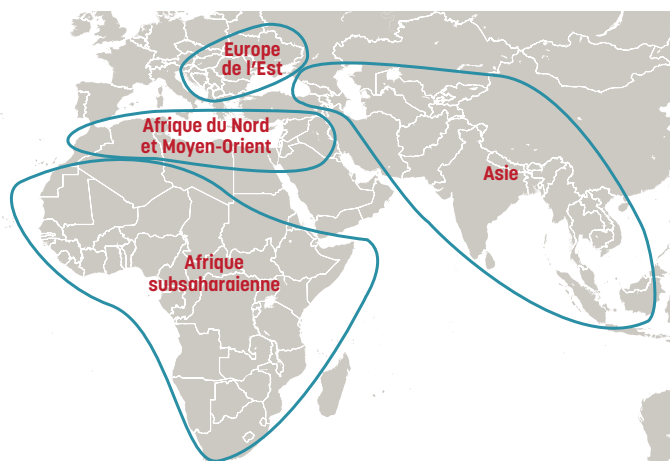 Europe
de l'Est
Afrique du Nord
et Moyen-Orient
Asie
Afrique
subsaharaienne